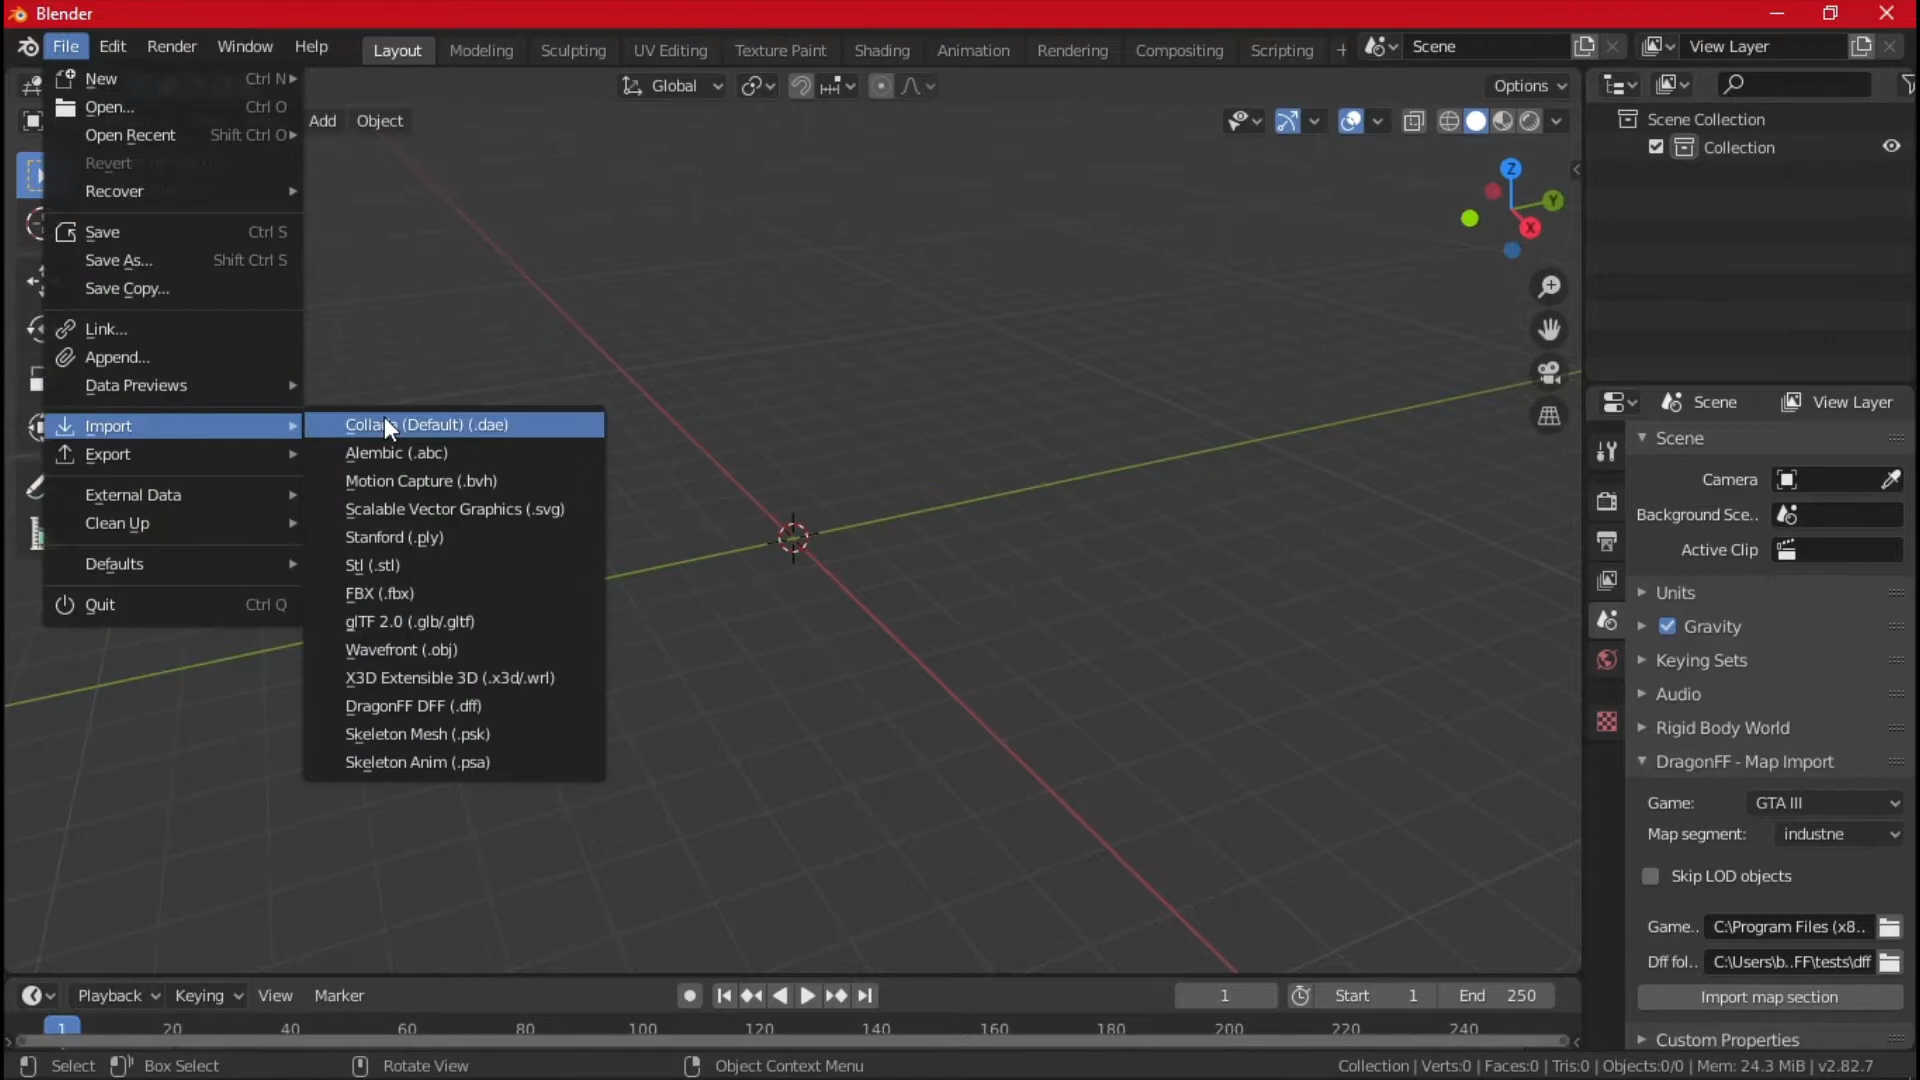 Blender
File Edit Render Window Help
Layout Modeling Sculpting UV Editing Texture Paint Shading Animation Rendering Compositing Scripting +
Scene
View Layer
New Ctrl N
Open... Ctrl O
Open Recent Shift Ctrl O
Revert
Recover
Save Ctrl S
Save As... Shift Ctrl S
Save Copy...
Link...
Append...
Data Previews
Import
Export
External Data
Clean Up
Defaults
Quit Ctrl Q
Collada (Default) (.dae)
Alembic (.abc)
Motion Capture (.bvh)
Scalable Vector Graphics (.svg)
Stanford (.ply)
Stl (.stl)
FBX (.fbx)
glTF 2.0 (.glb/.gltf)
Wavefront (.obj)
X3D Extensible 3D (.x3d/.wrl)
DragonFF DFF (.dff)
Skeleton Mesh (.psk)
Skeleton Anim (.psa)
Global
Options
Add Object
Z
Y
X
Scene Collection
Collection
Scene View Layer
Scene
Camera
Background Sce..
Active Clip
Units
Gravity
Keying Sets
Audio
Rigid Body World
DragonFF - Map Import
Game: GTA III
Map segment: industne
Skip LOD objects
Game.. C:\Program Files (x8..
Dff fol.. C:\Users\b..FF\tests\dff
Import map section
Custom Properties
Playback Keying View Marker
1
Start 1
End 250
1 20 40 60 80 100 120 140 160 180 200 220 240
Select Box Select Rotate View Object Context Menu
Collection | Verts:0 | Faces:0 | Tris:0 | Objects:0/0 | Mem: 24.3 MiB | v2.82.7